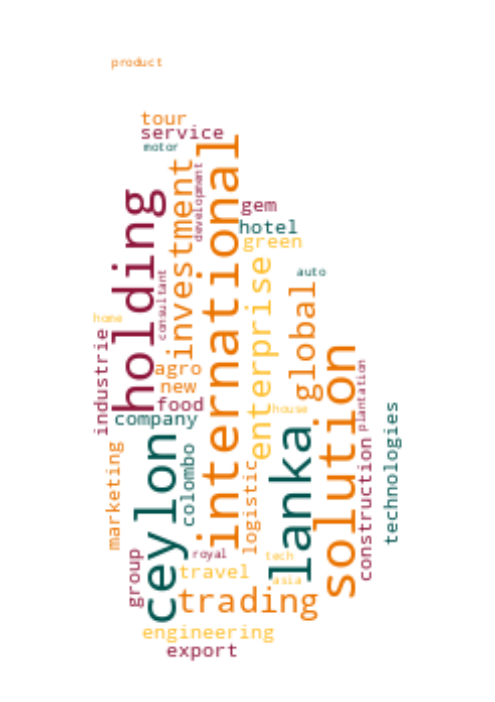 product
tour
service
motor
international
investment
development
holding
gem
hotel
green
enterprise
auto
consultant
global
home
industrie
solution
agro
new
food
company
house
plantation
technologies
lanka
ceylon
colombo
construction
marketing
logistic
group
royal
tech
travel
asia
trading
engineering
export